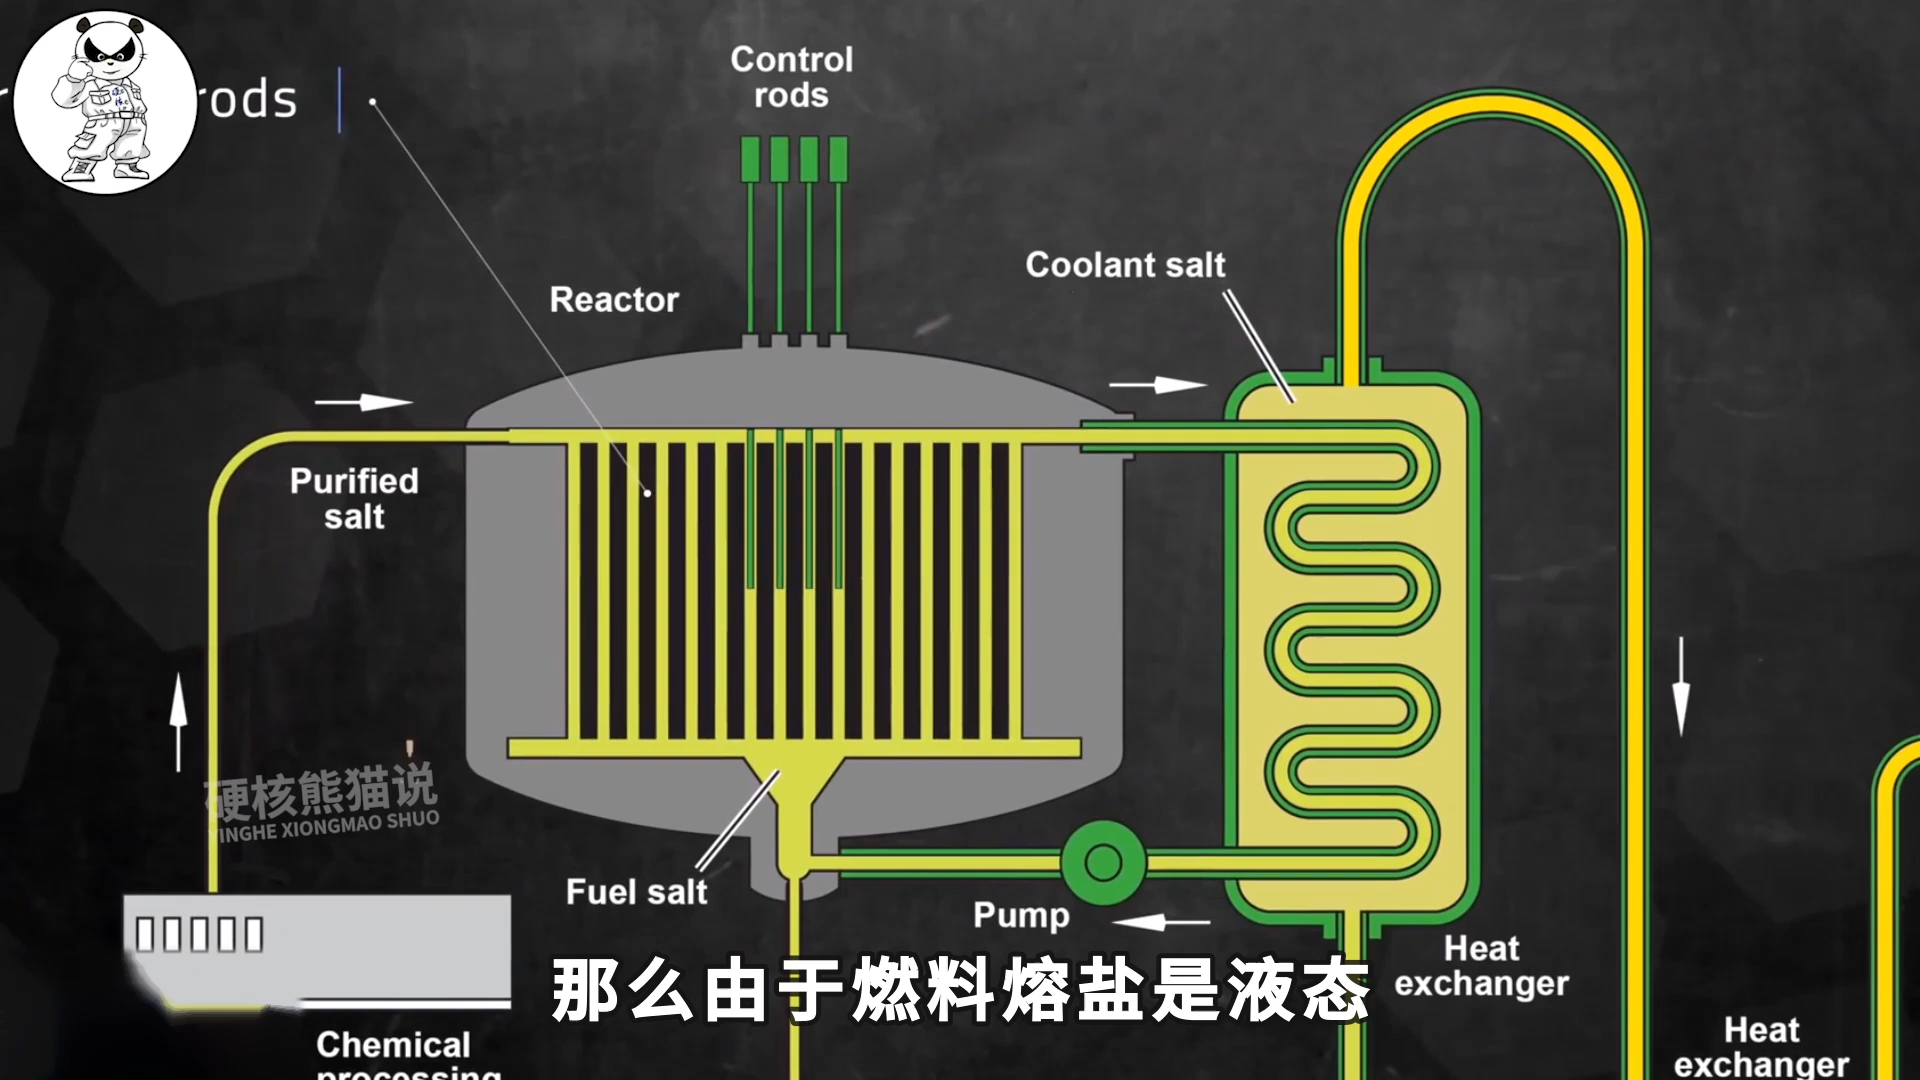 rods
Control
rods
Coolant salt
Reactor
Purified
salt
硬核熊猫说
YINGHE XIONGMAO SHUO
Fuel salt
Pump
Heat
exchanger
那么由于燃料熔盐是液态
Heat
exchanger
Chemical
processing